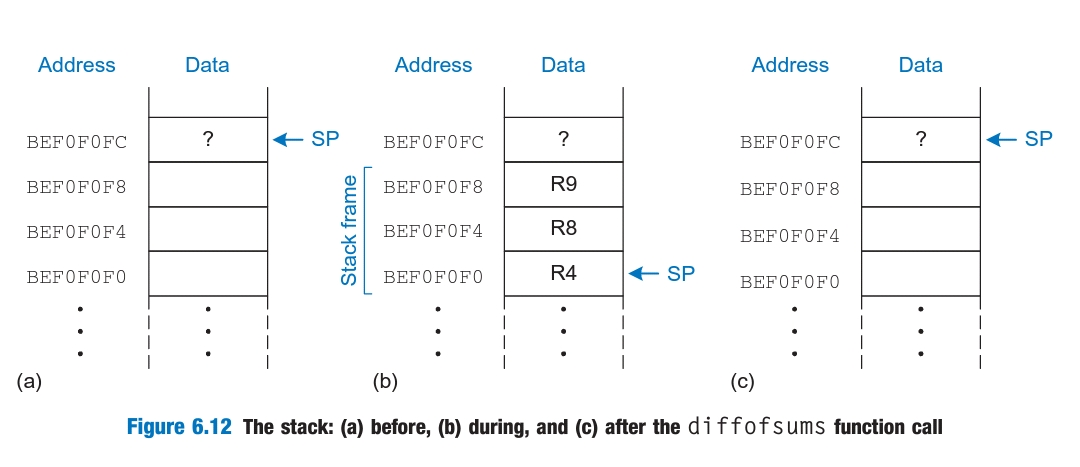 Address Data Address Data Address Data
BEF0F0FC ? SP BEF0F0FC ? BEF0F0FC ? SP
BEF0F0F8 BEF0F0F8 R9 BEF0F0F8
Stack frame
BEF0F0F4 BEF0F0F4 R8 BEF0F0F4
BEF0F0F0 BEF0F0F0 R4 SP BEF0F0F0
(a) (b) (c)
Figure 6.12 The stack: (a) before, (b) during, and (c) after the diffofsums function call